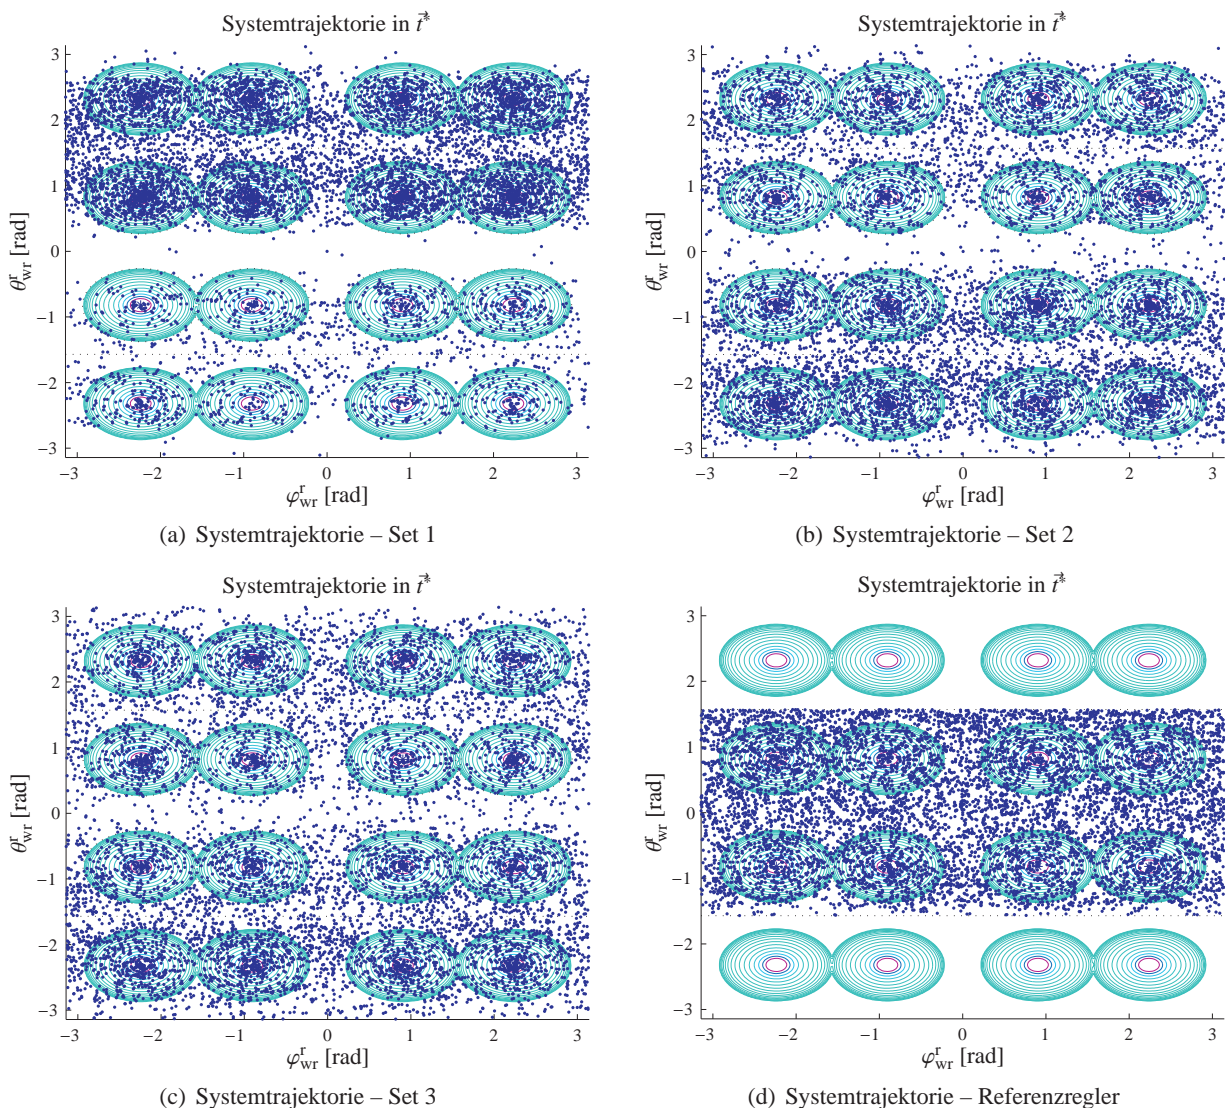 Systemtrajektorie in t⃗*
Systemtrajektorie in t⃗*
3
2
1
0
−1
−2
−3
θʳwr [rad]
−3 −2 −1 0 1 2 3
φʳwr [rad]
3
2
1
0
−1
−2
−3
θʳwr [rad]
−3 −2 −1 0 1 2 3
φʳwr [rad]
(a) Systemtrajektorie – Set 1
(b) Systemtrajektorie – Set 2
Systemtrajektorie in t⃗*
Systemtrajektorie in t⃗*
3
2
1
0
−1
−2
−3
θʳwr [rad]
−3 −2 −1 0 1 2 3
φʳwr [rad]
3
2
1
0
−1
−2
−3
θʳwr [rad]
−3 −2 −1 0 1 2 3
φʳwr [rad]
(c) Systemtrajektorie – Set 3
(d) Systemtrajektorie – Referenzregler